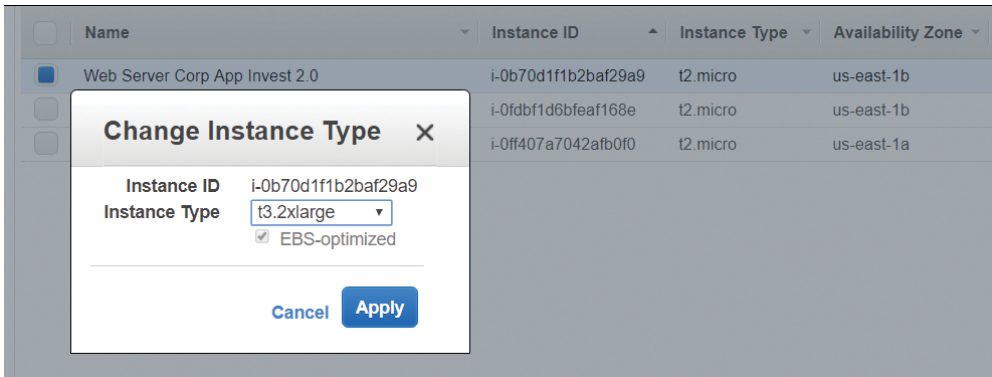 Name Instance ID Instance Type Availability Zone
Web Server Corp App Invest 2.0 i-0b70d1f1b2baf29a9 t2.micro us-east-1b
i-0fdbf1d6bfeaf168e t2.micro us-east-1b
i-0ff407a7042afb0f0 t2.micro us-east-1a
Change Instance Type
Instance ID i-0b70d1f1b2baf29a9
Instance Type t3.2xlarge
EBS-optimized
Cancel Apply